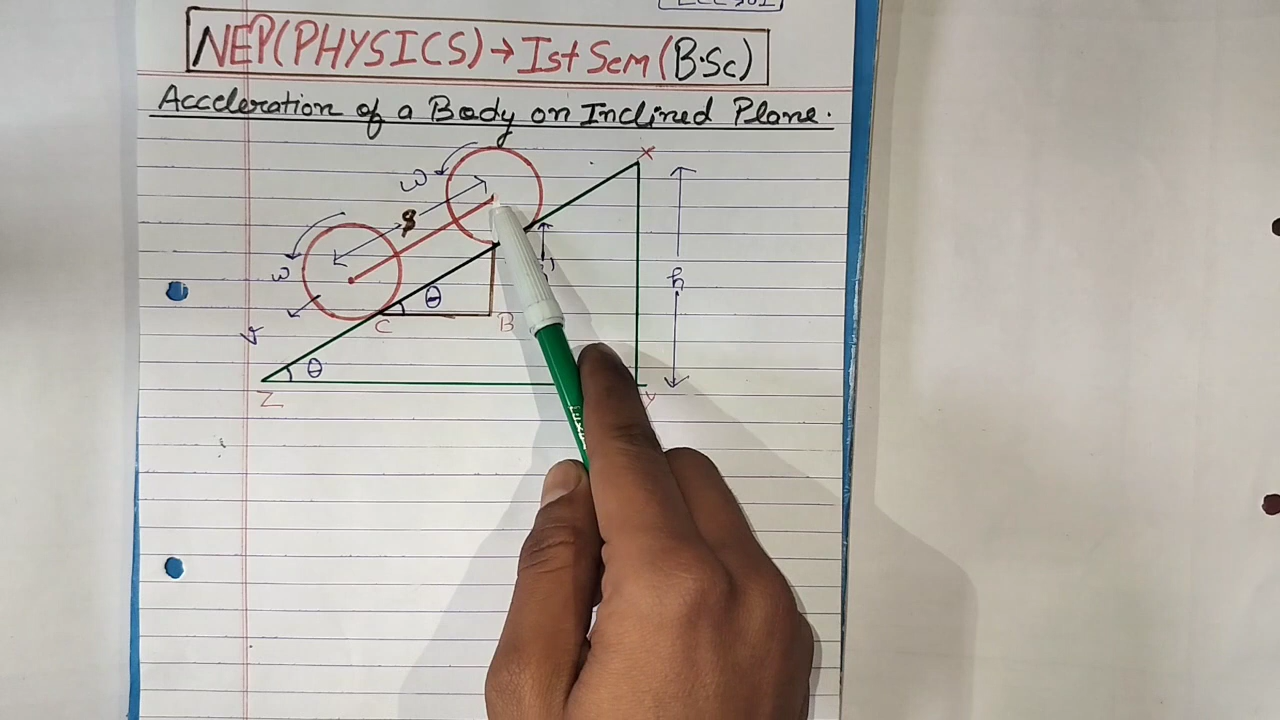 NEP(PHYSICS)→Ist Sem (B.Sc)
Acceleration of a Body on Inclined Plane.
X
ω
s
h
ω
θ
C
B
v
θ
Z
Y